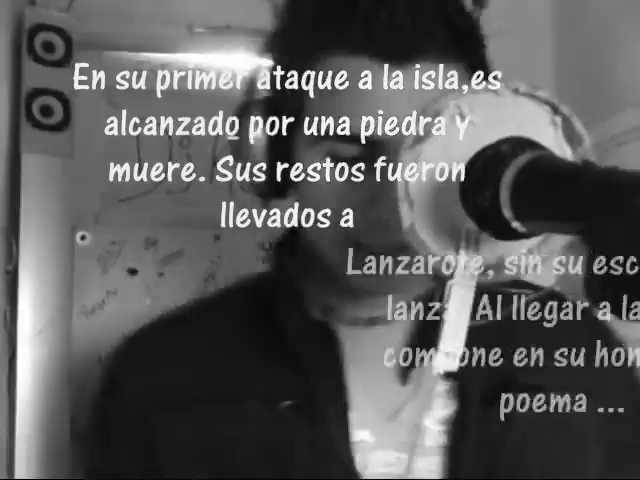 En su primer ataque a la isla,es
alcanzado por una piedra y
muere. Sus restos fueron
llevados a
Lanzarote, sin su
lanza. Al llegar a la
compone en su
poema ...